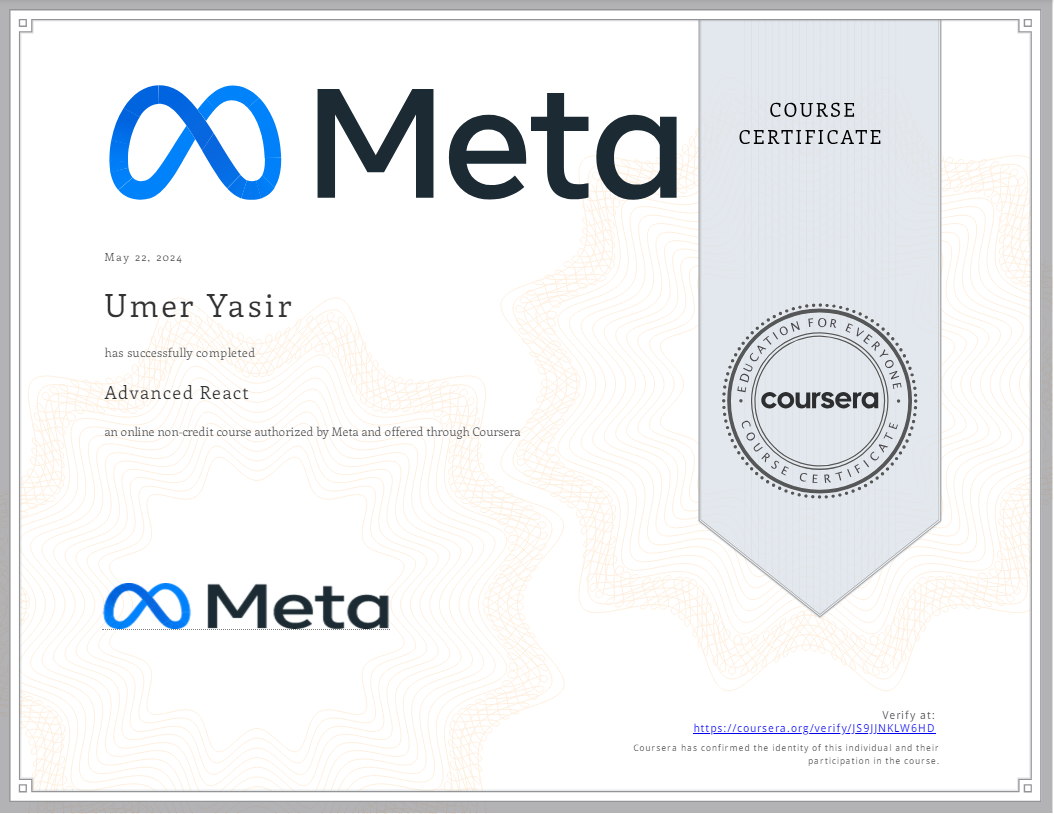 Meta
COURSE
CERTIFICATE
May 22, 2024
Umer Yasir
has successfully completed
Advanced React
an online non-credit course authorized by Meta and offered through Coursera
EDUCATION FOR EVERYONE
coursera
COURSE CERTIFICATE
Meta
Verify at:
https://coursera.org/verify/JS9JJNKLW6HD
Coursera has confirmed the identity of this individual and their
participation in the course.